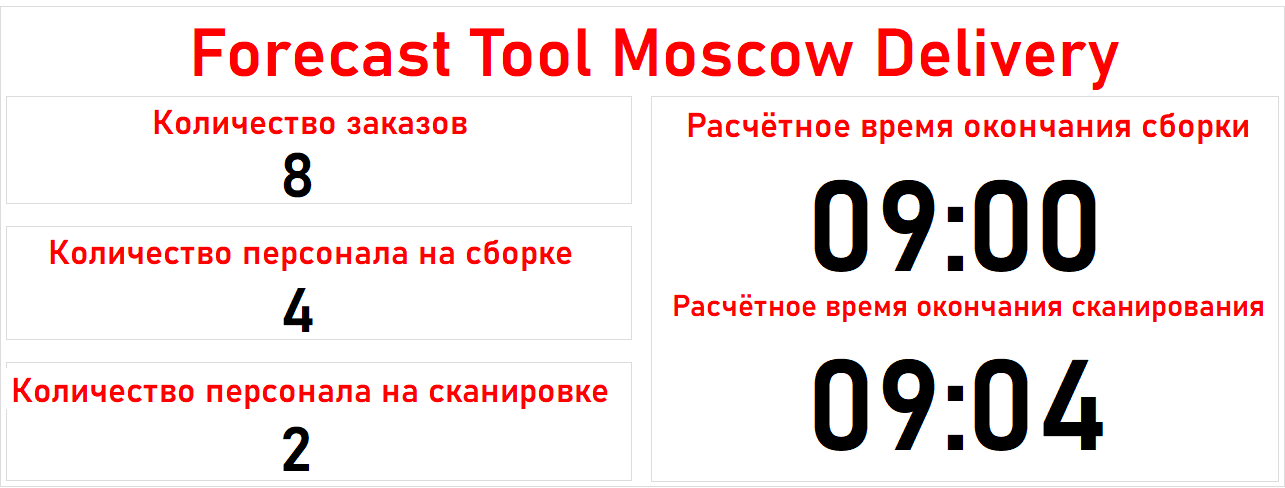 Forecast Tool Moscow Delivery
Количество заказов
8
Количество персонала на сборке
4
Количество персонала на сканировке
2
Расчётное время окончания сборки
09:00
Расчётное время окончания сканирования
09:04